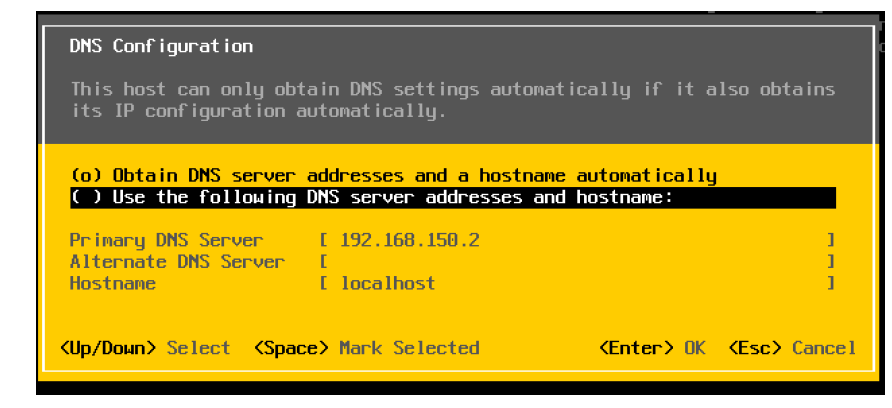 DNS Configuration
This host can only obtain DNS settings automatically if it also obtains
its IP configuration automatically.
(o) Obtain DNS server addresses and a hostname automatically
( ) Use the following DNS server addresses and hostname:
Primary DNS Server [ 192.168.150.2 ]
Alternate DNS Server [ ]
Hostname [ localhost ]
<Up/Down> Select <Space> Mark Selected <Enter> OK <Esc> Cancel